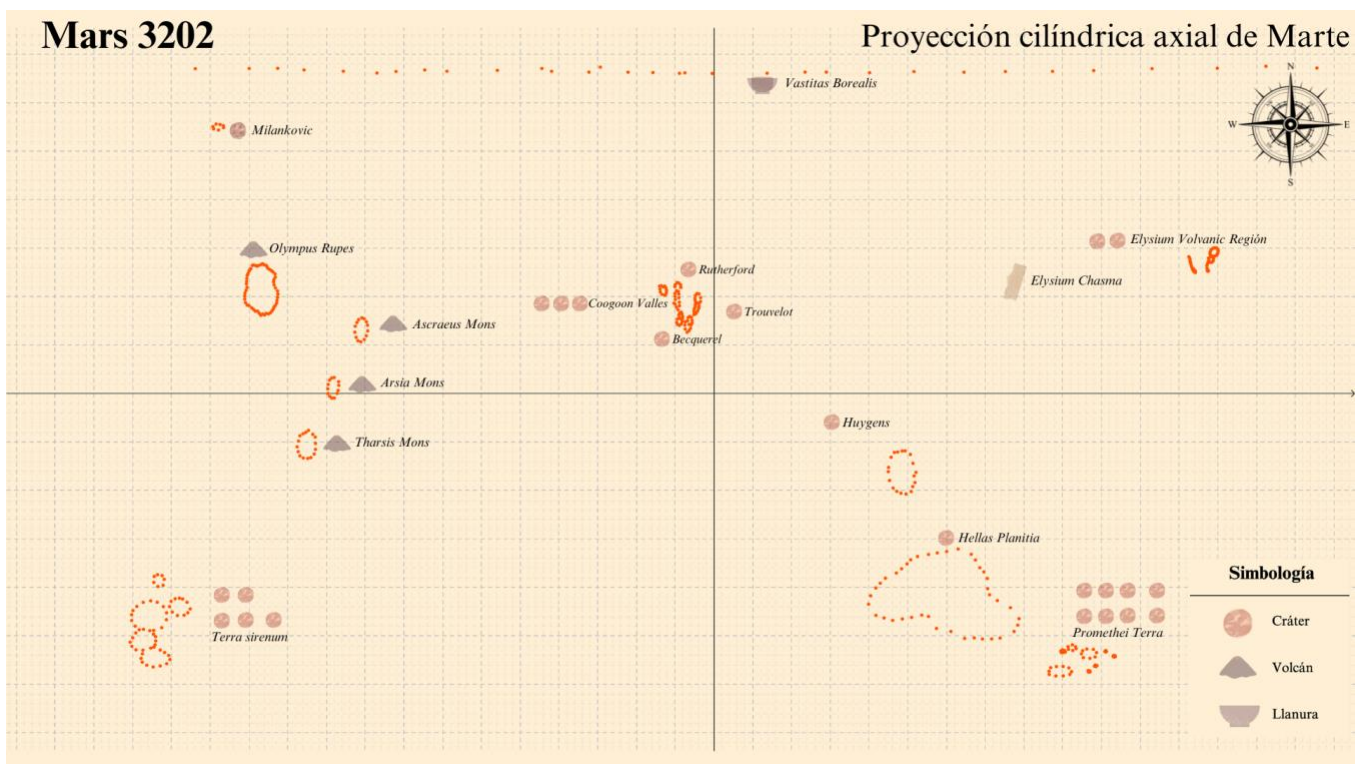 Mars 3202
Proyección cilíndrica axial de Marte
N
W
E
S
Vastitas Borealis
Milankovic
Olympus Rupes
Elysium Volvanic Región
Rutherford
Elysium Chasma
Coogoon Valles
Trouvelot
Ascraeus Mons
Becquerel
Arsia Mons
Huygens
Tharsis Mons
Hellas Planitia
Terra sirenum
Promethei Terra
Simbología
Cráter
Volcán
Llanura